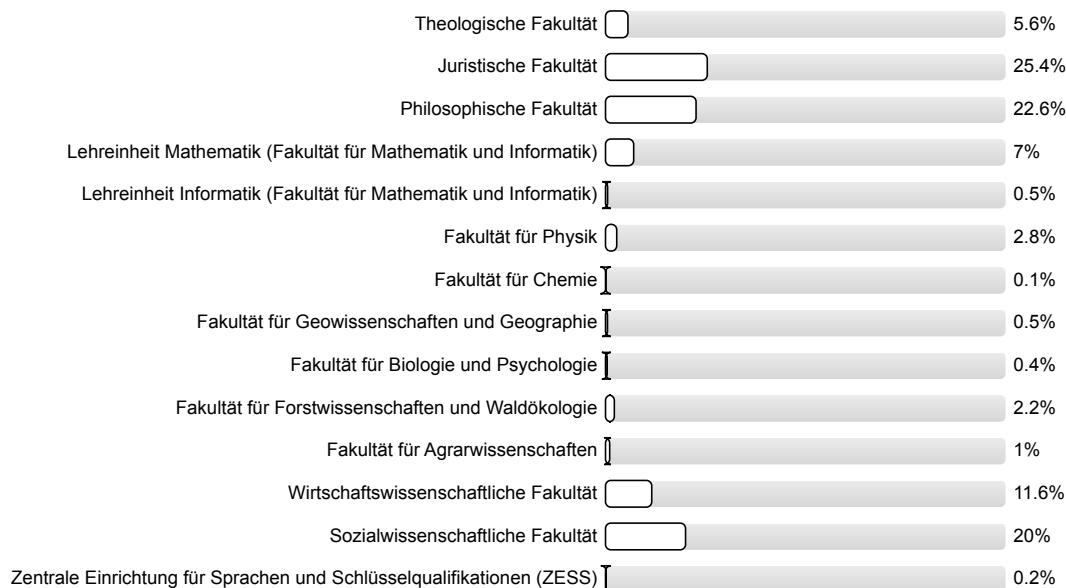 Theologische Fakultät 5.6%
Juristische Fakultät 25.4%
Philosophische Fakultät 22.6%
Lehreinheit Mathematik (Fakultät für Mathematik und Informatik) 7%
Lehreinheit Informatik (Fakultät für Mathematik und Informatik) 0.5%
Fakultät für Physik 2.8%
Fakultät für Chemie 0.1%
Fakultät für Geowissenschaften und Geographie 0.5%
Fakultät für Biologie und Psychologie 0.4%
Fakultät für Forstwissenschaften und Waldökologie 2.2%
Fakultät für Agrarwissenschaften 1%
Wirtschaftswissenschaftliche Fakultät 11.6%
Sozialwissenschaftliche Fakultät 20%
Zentrale Einrichtung für Sprachen und Schlüsselqualifikationen (ZESS) 0.2%